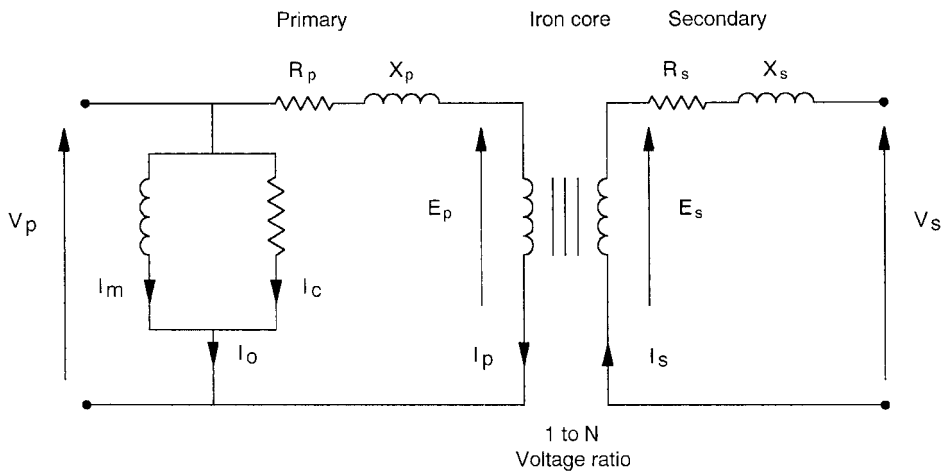 Primary
Iron core
Secondary
Rp
Xp
Rs
Xs
Vp
Ep
Es
Vs
Im
Ic
Io
Ip
Is
1 to N
Voltage ratio